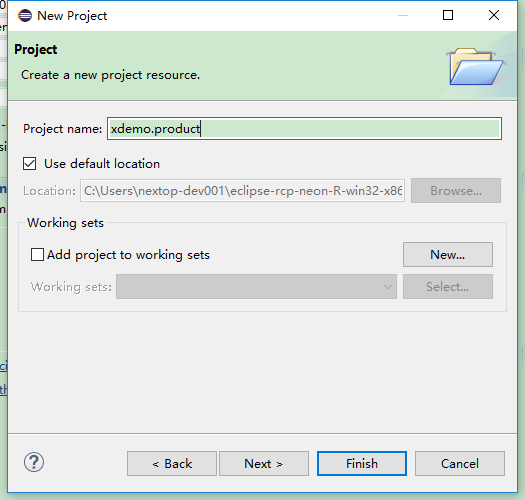 New Project
Project
Create a new project resource.
Project name: xdemo.product
Use default location
Location: C:\Users\nextop-dev001\eclipse-rcp-neon-R-win32-x86 Browse...
Working sets
Add project to working sets New...
Working sets: Select...
< Back Next > Finish Cancel